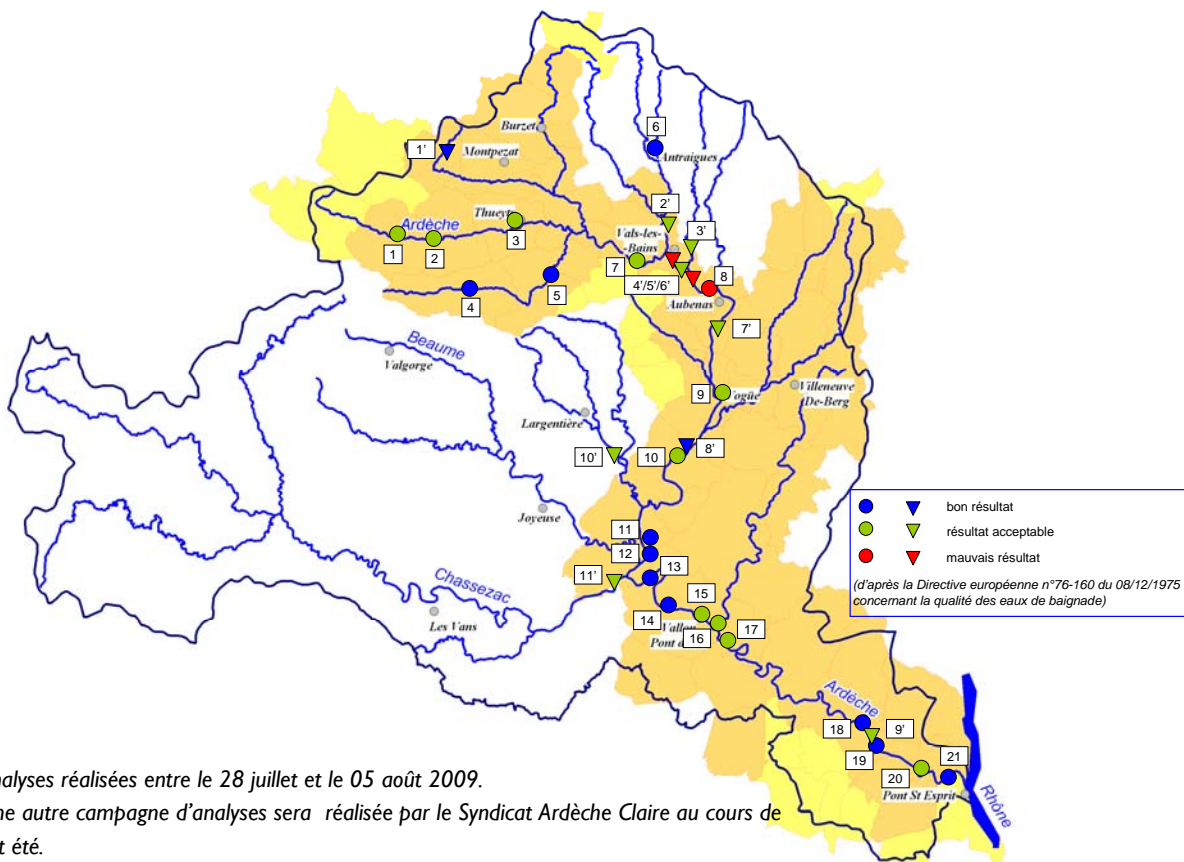 6
Burzet
1'
Montpezat
Antraigues
2'
Thueyt
3'
Ardèche
Vals-les-
-Bains
1
2
3
7
8
4'/5'/6'
4
5
Aubenas
7'
Beaume
Valgorge
9
Vogüe
Villeneuve
De-Berg
Largentière
10'
10
8'
Joyeuse
11
12
13
11'
Chassezac
15
14
Vallon
Pont d
17
16
Les Vans
bon résultat
résultat acceptable
mauvais résultat
(d'après la Directive européenne n°76-160 du 08/12/1975
concernant la qualité des eaux de baignade)
Ardèche
18
9'
19
21
20
Pont St Esprit
Rhône
nalyses réalisées entre le 28 juillet et le 05 août 2009.
ne autre campagne d'analyses sera réalisée par le Syndicat Ardèche Claire au cours de
t été.